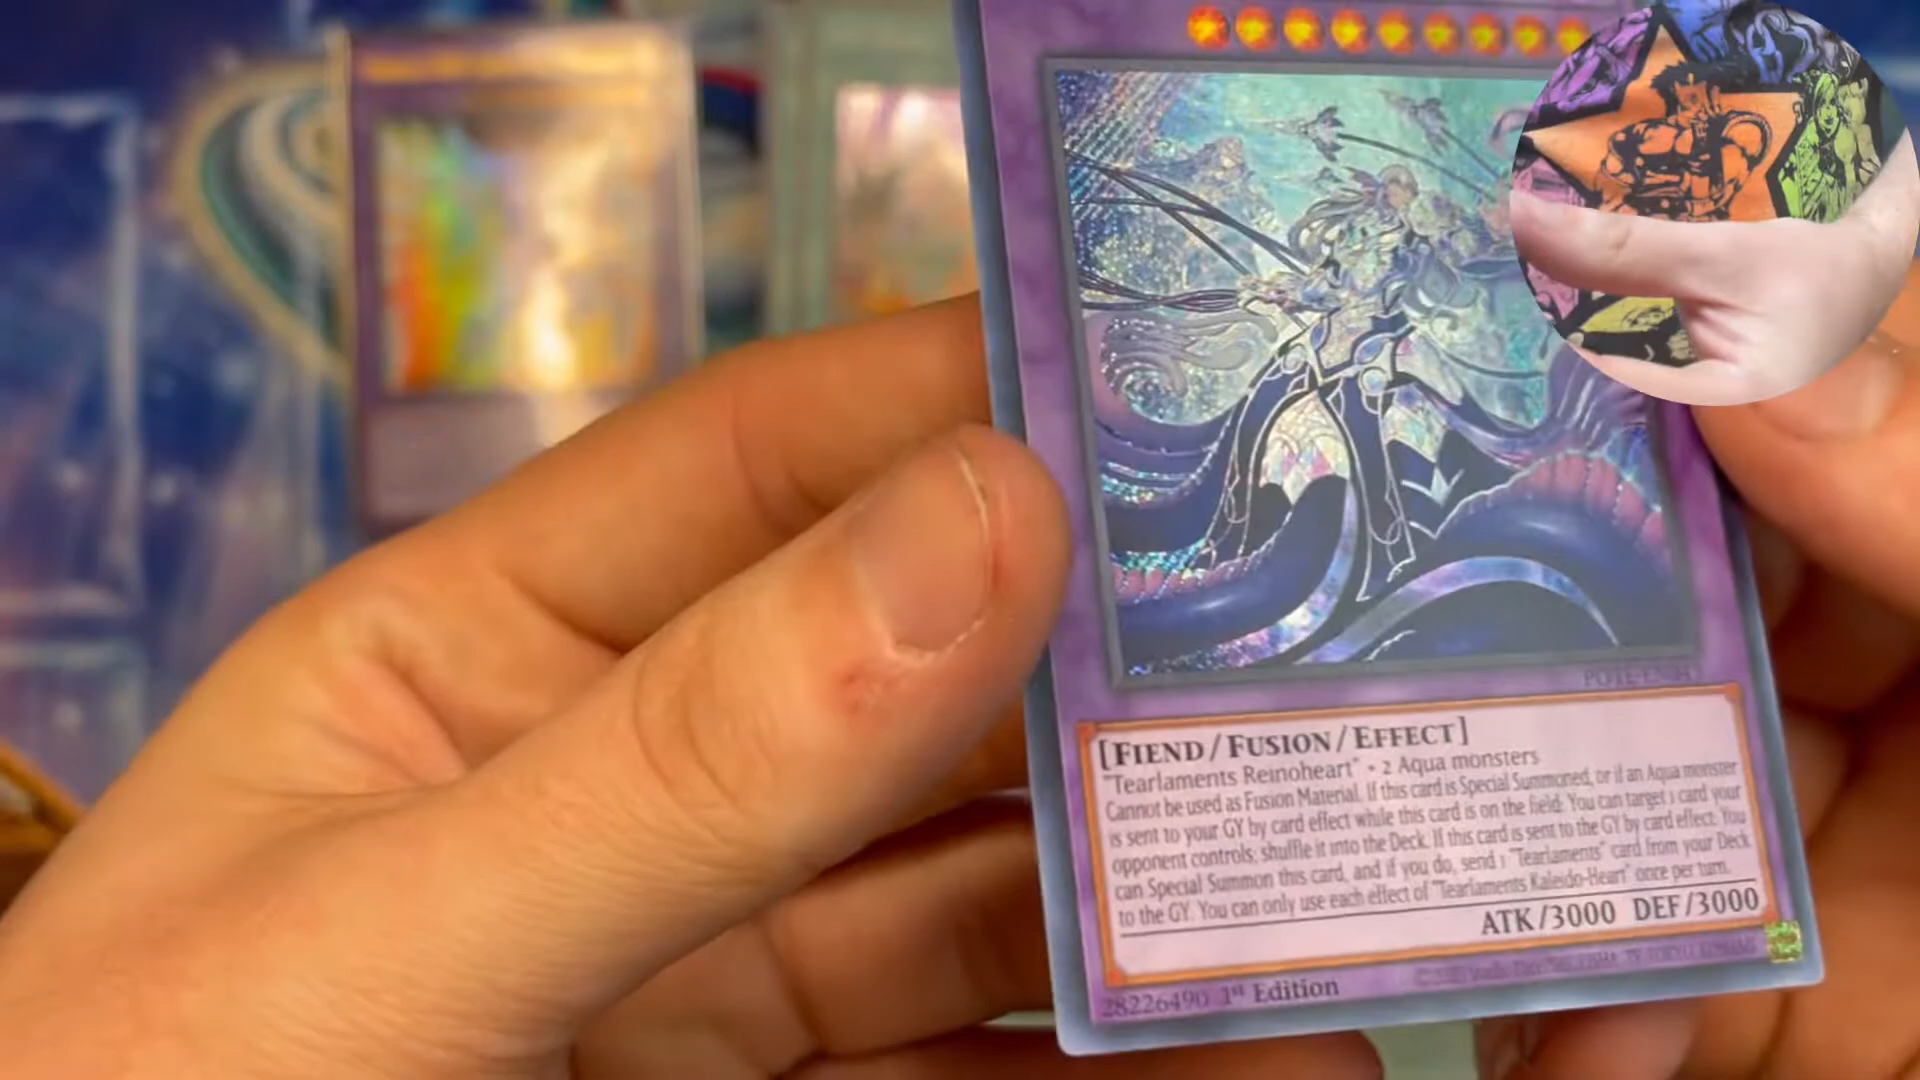 [FIEND/FUSION/EFFECT]
"Tearlaments Reinoheart" + 2 Aqua monsters
Cannot be used as Fusion Material. If this card is Special Summoned, or if an Aqua monster
is sent to your GY by card effect while this card is on the field: You can target 1 card your
opponent controls; shuffle it into the Deck. If this card is sent to the GY by card effect: You
can Special Summon this card, and if you do, send 1 "Tearlaments" card from your Deck
to the GY. You can only use each effect of "Tearlaments Kaleido-Heart" once per turn.
ATK/3000 DEF/3000
28226490 1st Edition